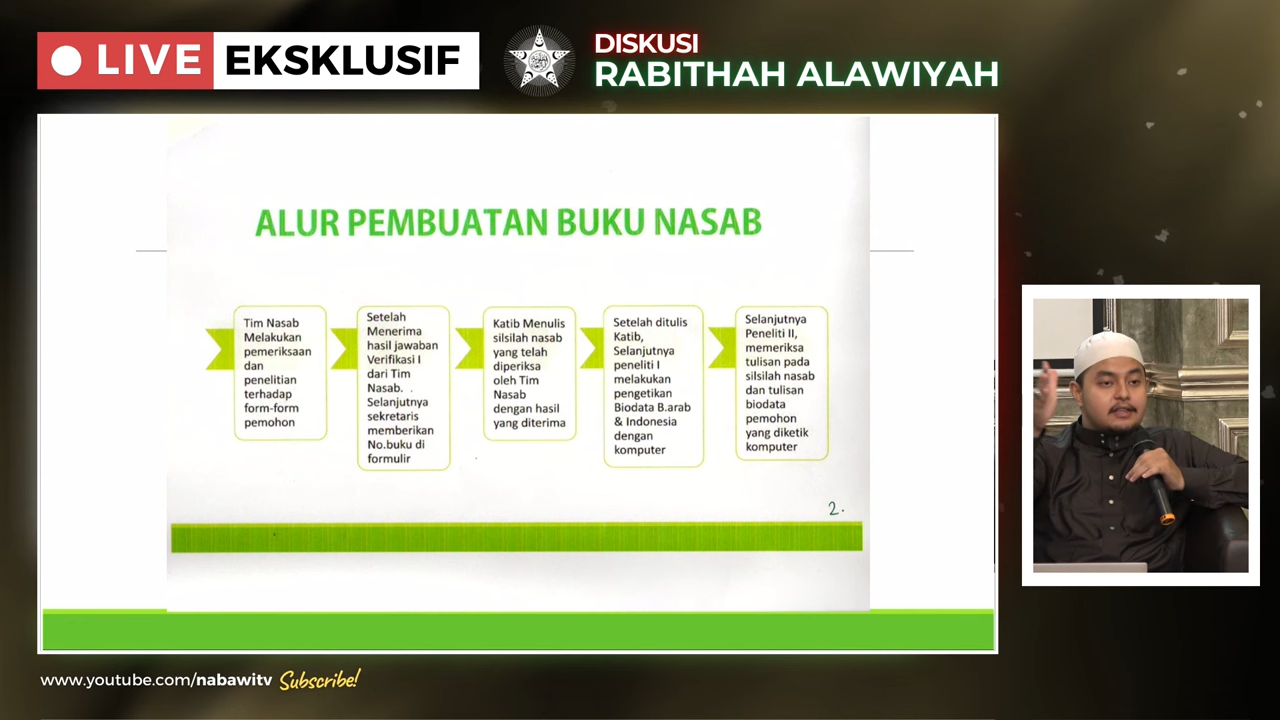 LIVE EKSKLUSIF
DISKUSI
RABITHAH ALAWIYAH
ALUR PEMBUATAN BUKU NASAB
Tim Nasab
Melakukan
pemeriksaan
dan
penelitian
terhadap
form-form
pemohon
Setelah
Menerima
hasil jawaban
Verifikasi I
dari Tim
Nasab.
Selanjutnya
sekretaris
memberikan
No.buku di
formulir
Katib Menulis
silsilah nasab
yang telah
diperiksa
oleh Tim
Nasab
dengan hasil
yang diterima
Setelah ditulis
Katib,
Selanjutnya
peneliti I
melakukan
pengetikan
Biodata B.arab
& Indonesia
dengan
komputer
Selanjutnya
Peneliti II,
memeriksa
tulisan pada
silsilah nasab
dan tulisan
biodata
pemohon
yang diketik
komputer
2.
www.youtube.com/nabawitv Subscribe!